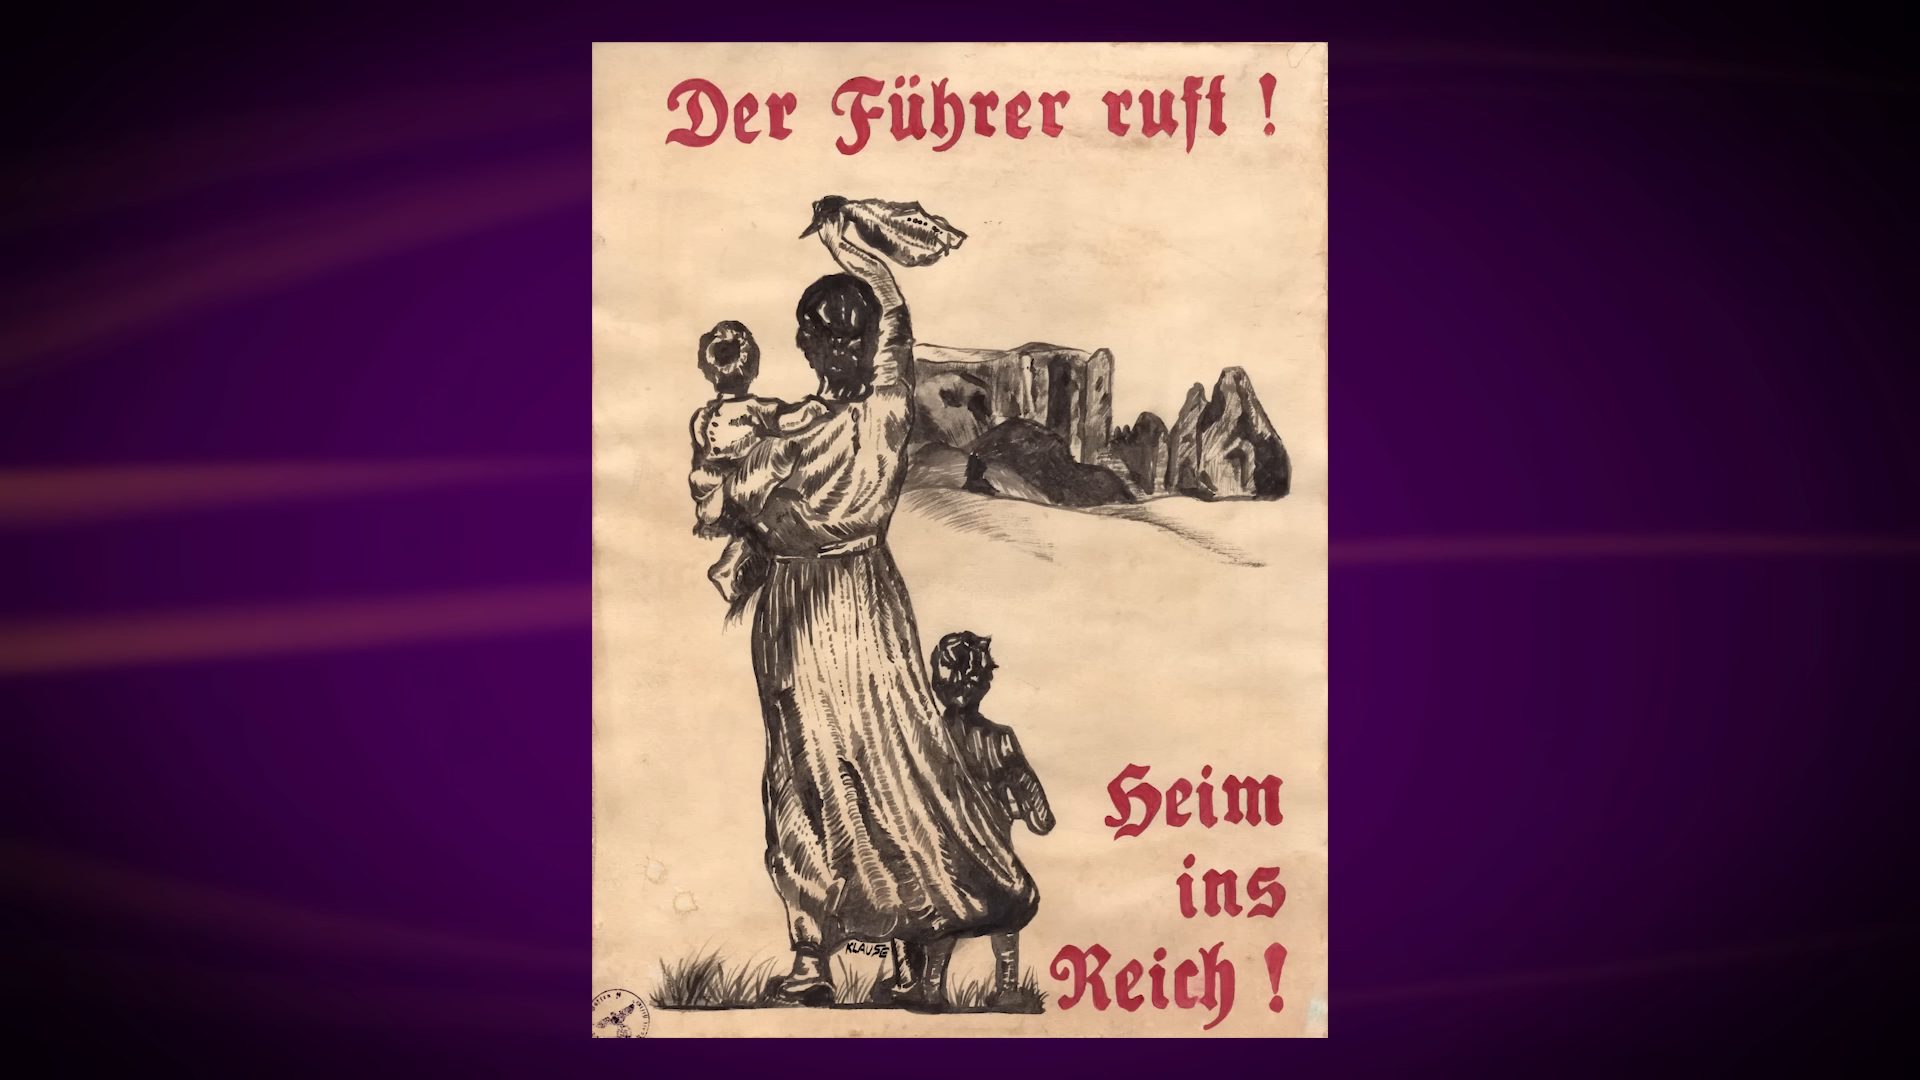 Der Führer ruft !
Heim
ins
Reich !
KLAUSE